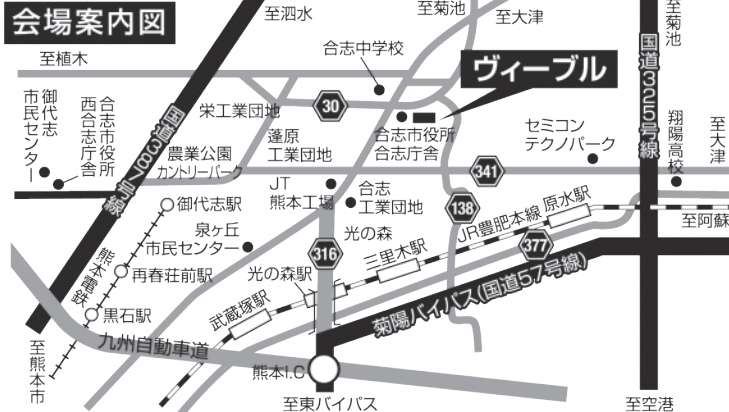 会場案内図
至泗水
至菊池
至大津
至菊池
至植木
合志中学校
ヴィーブル
国道325号線
御代志
市民センター
合志市役所
西合志庁舎
国道387号線
栄工業団地
30
蓬原
工業団地
合志市役所
合志庁舎
セミコン
テクノパーク
翔陽高校
至大津
農業公園
カントリーパーク
341
JT
熊本工場
合志
工業団地
138
JR豊肥本線
原水駅
至阿蘇
御代志駅
泉ヶ丘
市民センター
光の森
316
三里木駅
377
熊本電鉄
再春荘前駅
光の森駅
武蔵塚駅
菊陽バイパス(国道57号線)
黒石駅
九州自動車道
至熊本市
熊本I.C
至東バイパス
至空港